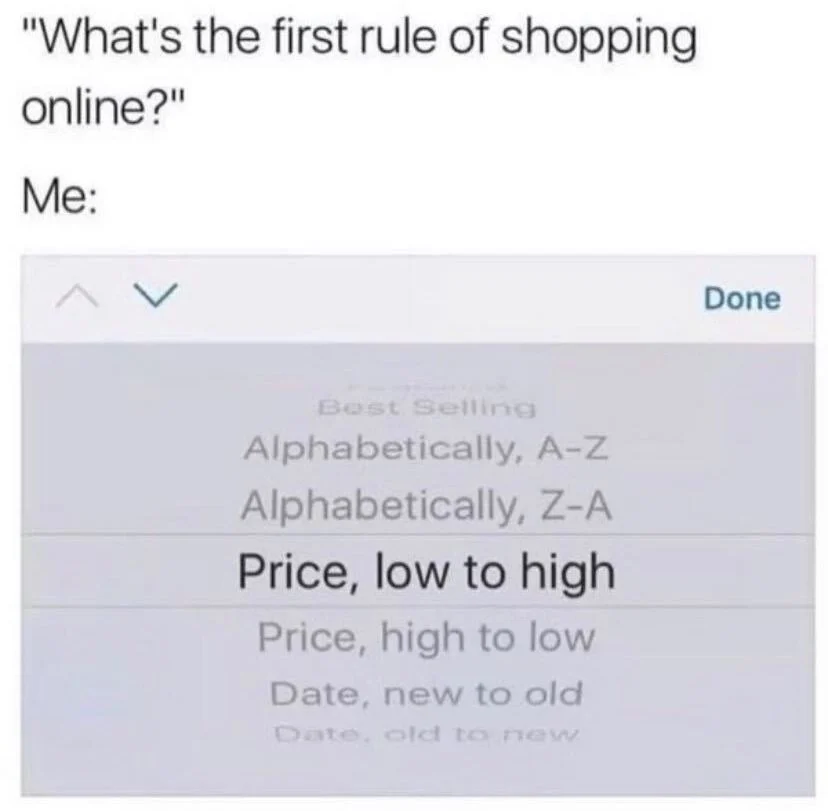 "What's the first rule of shopping
online?"
Me:
Done
Best Selling
Alphabetically, A-Z
Alphabetically, Z-A
Price, low to high
Price, high to low
Date, new to old
Date, old to new